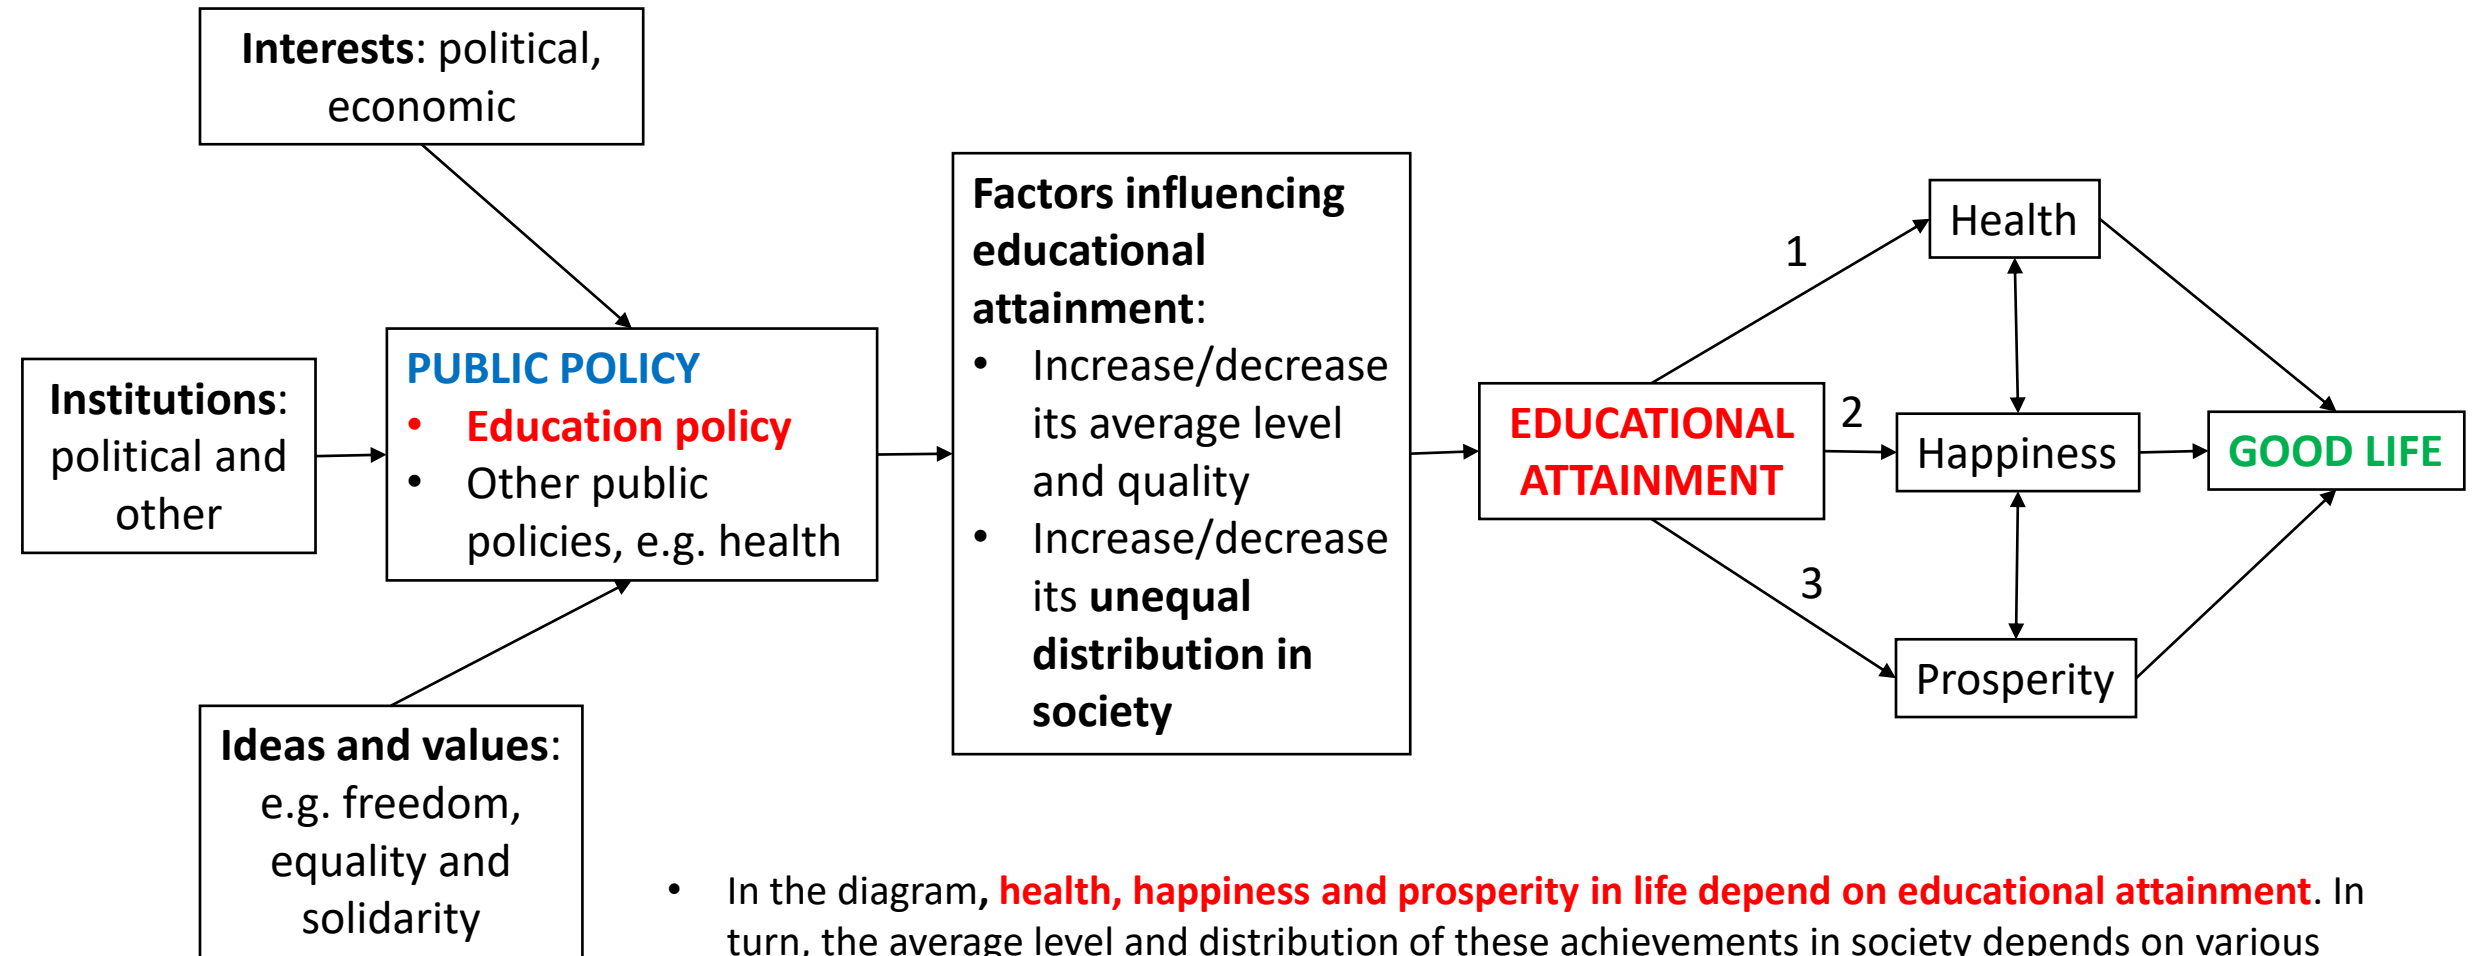 Interests: political,
economic
Institutions:
political and
other
PUBLIC POLICY
• Education policy
• Other public
policies, e.g. health
Ideas and values:
e.g. freedom,
equality and
solidarity
Factors influencing
educational
attainment:
• Increase/decrease
its average level
and quality
• Increase/decrease
its unequal
distribution in
society
EDUCATIONAL
ATTAINMENT
1
2
3
Health
Happiness
Prosperity
GOOD LIFE
• In the diagram, health, happiness and prosperity in life depend on educational attainment. In
turn, the average level and distribution of these achievements in society depends on various